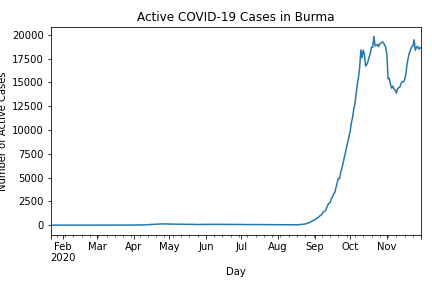 Active COVID-19 Cases in Burma
20000
17500
15000
12500
10000
7500
5000
2500
0
Number of Active Cases
Feb Mar Apr May Jun Jul Aug Sep Oct Nov
2020
Day